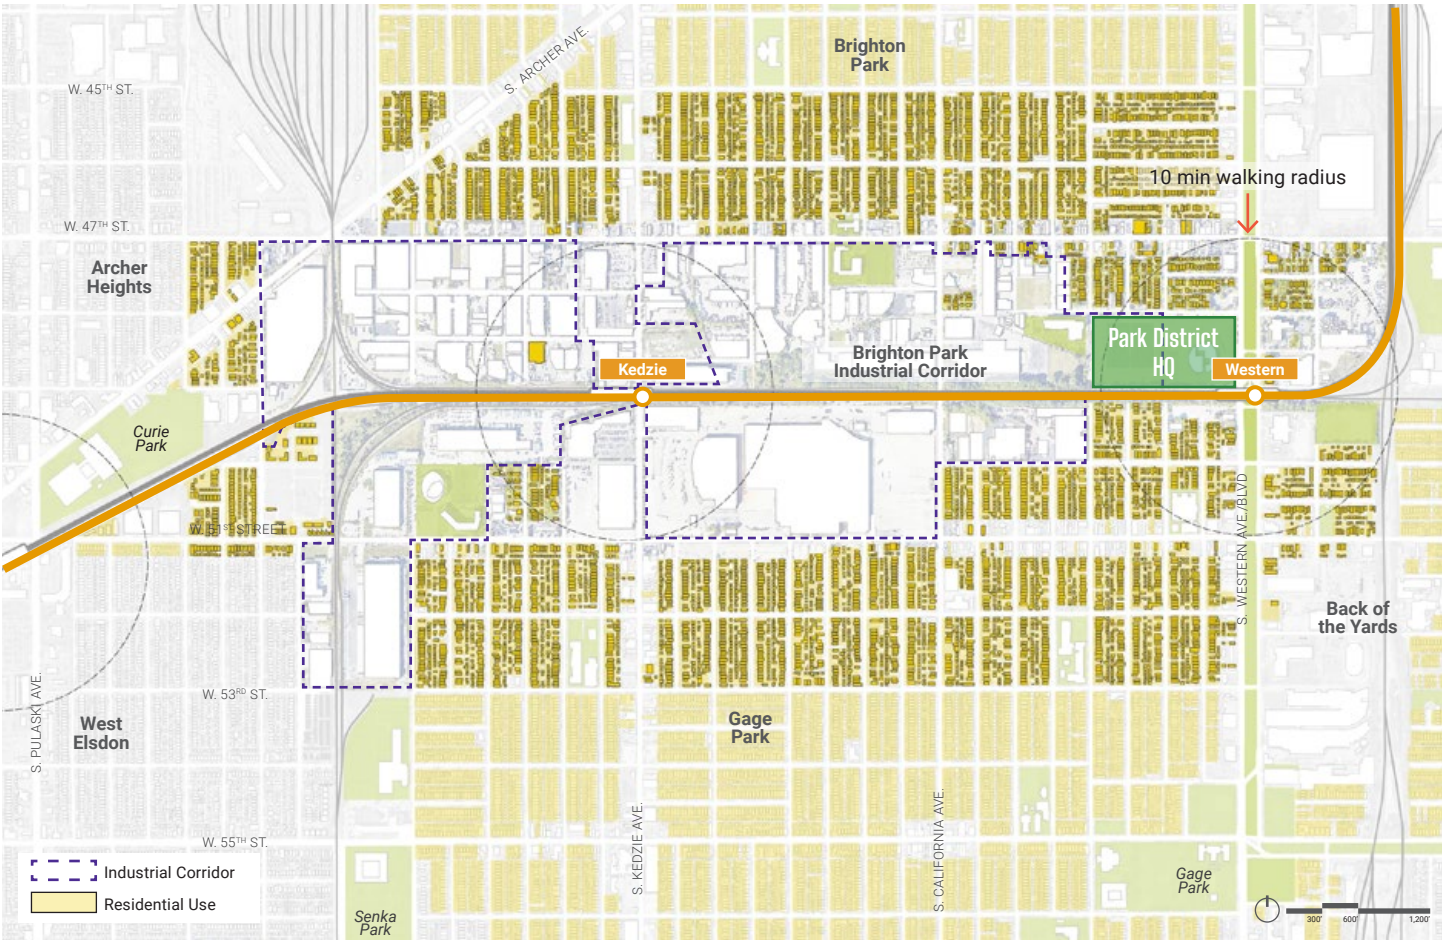 Brighton
Park
S. ARCHER AVE.
W. 45TH ST.
10 min walking radius
W. 47TH ST.
Archer
Heights
Park District
HQ
Brighton Park
Industrial Corridor
Kedzie
Western
Curie
Park
W. 51ST STREET
S. WESTERN AVE./BLVD
Back of
the Yards
W. 53RD ST.
S. PULASKI AVE.
West
Elsdon
Gage
Park
S. KEDZIE AVE.
S. CALIFORNIA AVE.
W. 55TH ST.
Industrial Corridor
Residential Use
Gage
Park
Senka
Park
300' 600' 1,200'